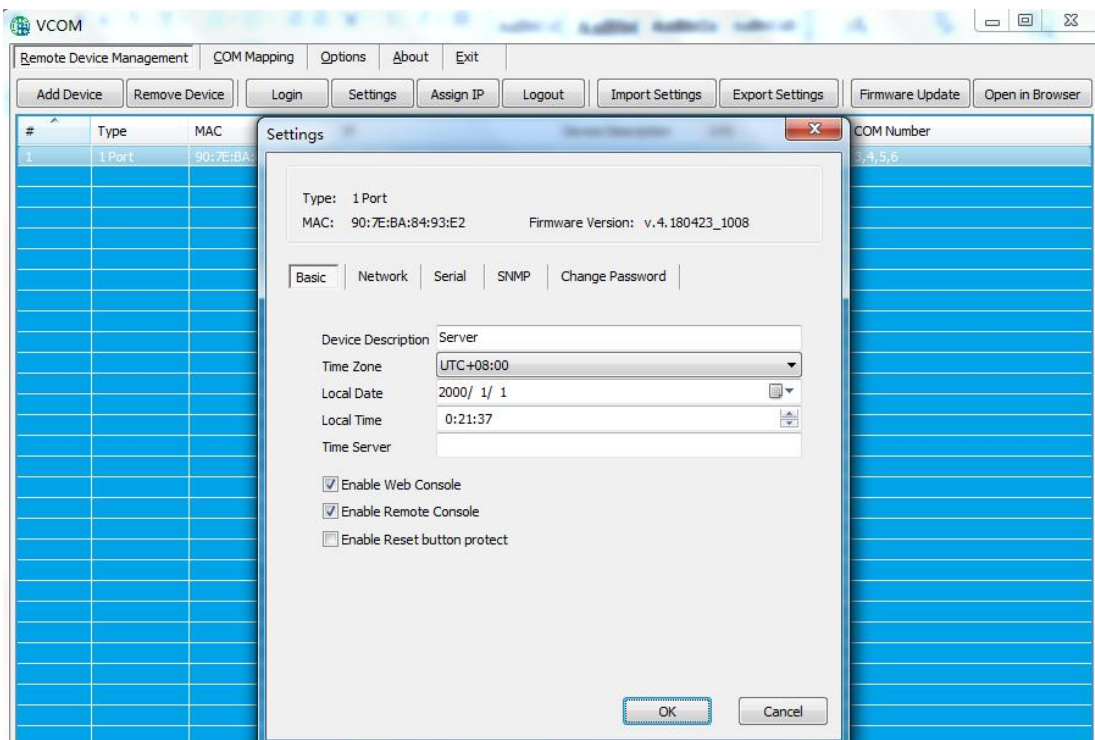 VCOM
Remote Device Management COM Mapping Options About Exit
Add Device Remove Device Login Settings Assign IP Logout Import Settings Export Settings Firmware Update Open in Browser
# Type MAC COM Number
1 1 Port 90:7E:BA: 3,4,5,6
Settings
Type: 1 Port
MAC: 90:7E:BA:84:93:E2 Firmware Version: v.4.180423_1008
Basic Network Serial SNMP Change Password
Device Description Server
Time Zone UTC+08:00
Local Date 2000/ 1/ 1
Local Time 0:21:37
Time Server
Enable Web Console
Enable Remote Console
Enable Reset button protect
OK Cancel